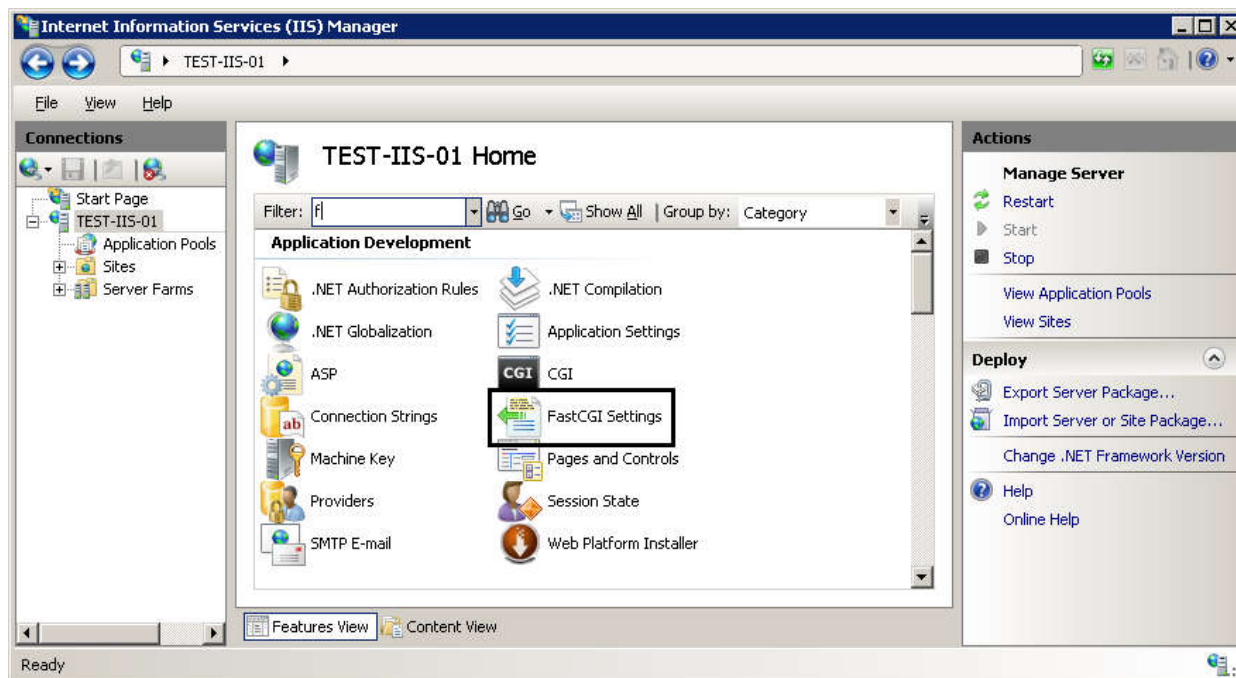 Internet Information Services (IIS) Manager
TEST-IIS-01
File View Help
Connections
Start Page
TEST-IIS-01
Application Pools
Sites
Server Farms
TEST-IIS-01 Home
Filter: f Go Show All Group by: Category
Application Development
.NET Authorization Rules .NET Compilation
.NET Globalization Application Settings
ASP CGI CGI
ab Connection Strings FastCGI Settings
Machine Key Pages and Controls
Providers Session State
SMTP E-mail Web Platform Installer
Features View Content View
Actions
Manage Server
Restart
Start
Stop
View Application Pools
View Sites
Deploy
Export Server Package...
Import Server or Site Package...
Change .NET Framework Version
Help
Online Help
Ready